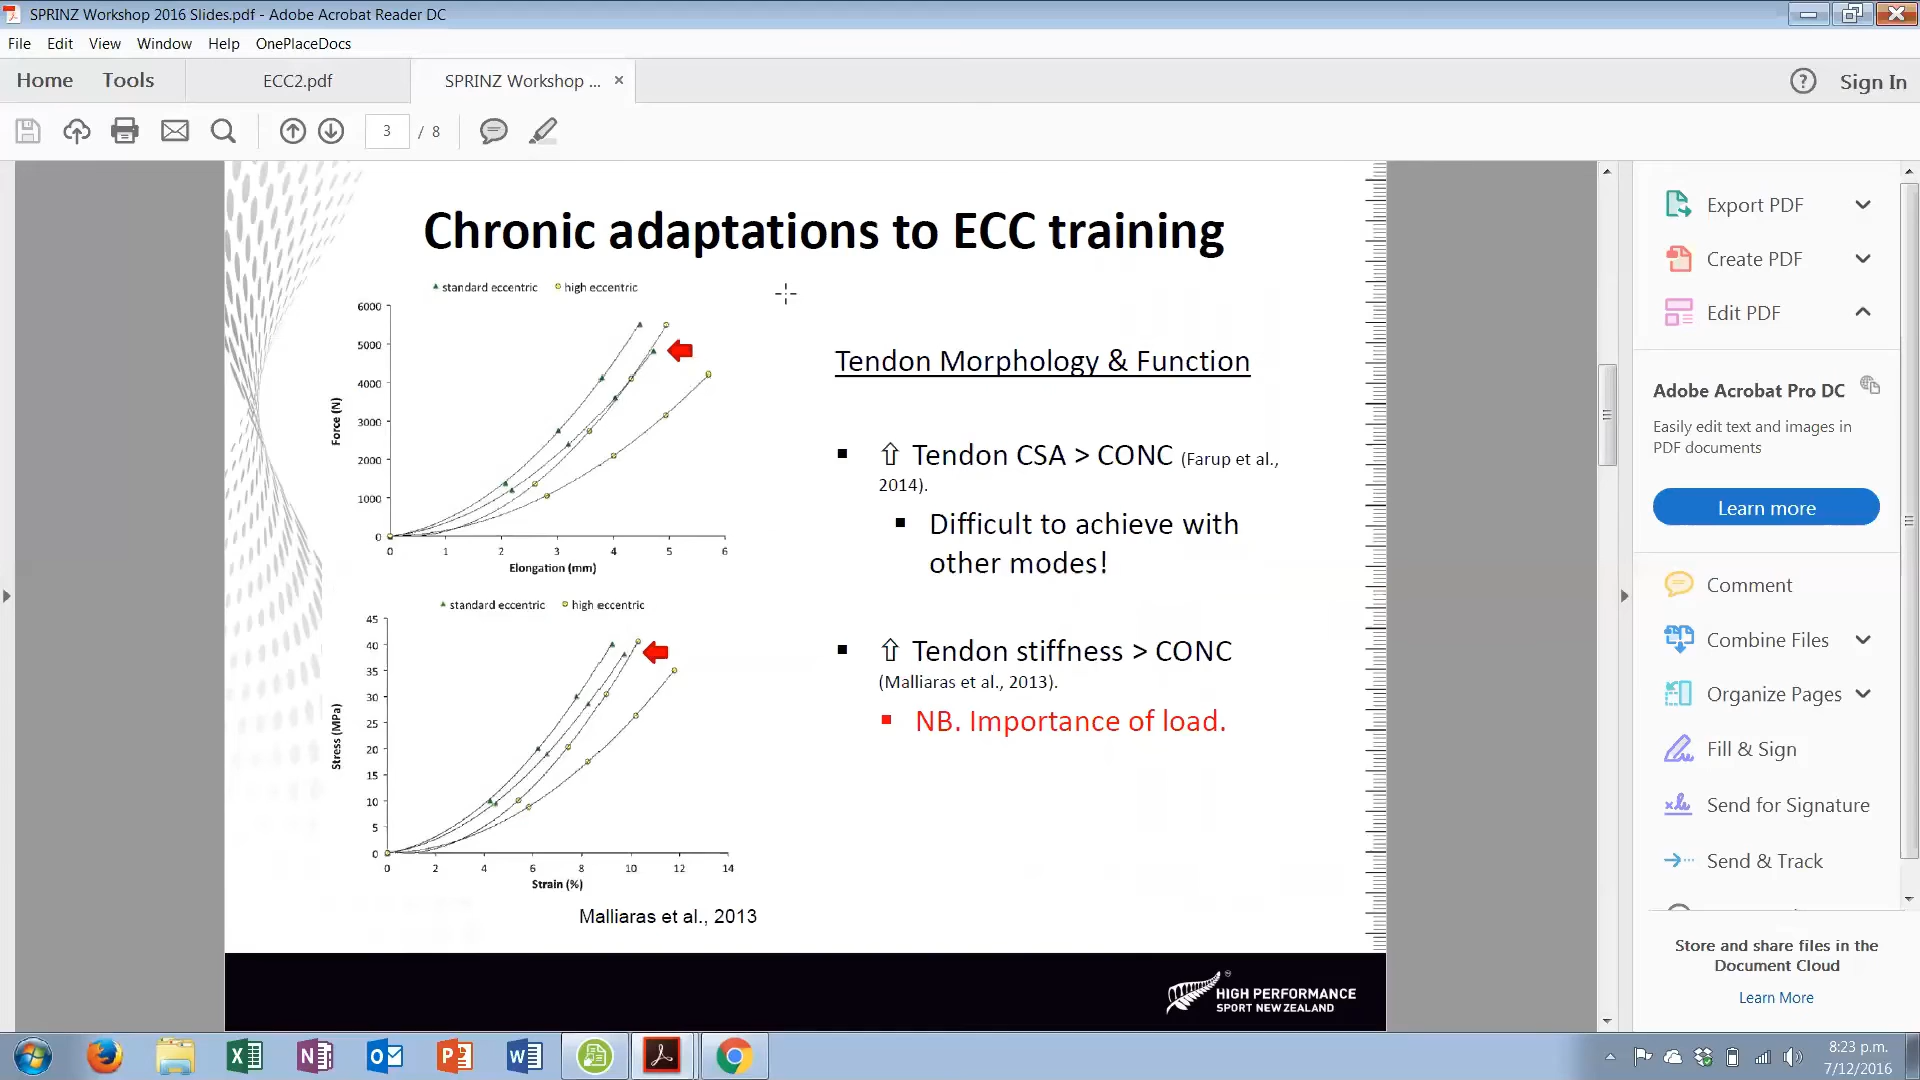 SPRINZ Workshop 2016 Slides.pdf - Adobe Acrobat Reader DC
File Edit View Window Help OnePlaceDocs
Home Tools ECC2.pdf SPRINZ Workshop ... × ? Sign In
3 / 8
Chronic adaptations to ECC training
standard eccentric high eccentric
6000
5000
4000
3000
2000
1000
0
Force (N)
0 1 2 3 4 5 6
Elongation (mm)
standard eccentric high eccentric
45
40
35
30
25
20
15
10
5
0
Stress (MPa)
0 2 4 6 8 10 12 14
Strain (%)
Malliaras et al., 2013
Tendon Morphology & Function
▪ ⇧ Tendon CSA > CONC (Farup et al.,
2014).
▪ Difficult to achieve with
other modes!
▪ ⇧ Tendon stiffness > CONC
(Malliaras et al., 2013).
▪ NB. Importance of load.
HIGH PERFORMANCE
SPORT NEW ZEALAND
Export PDF
Create PDF
Edit PDF
Adobe Acrobat Pro DC
Easily edit text and images in
PDF documents
Learn more
Comment
Combine Files
Organize Pages
Fill & Sign
Send for Signature
Send & Track
Store and share files in the
Document Cloud
Learn More
8:23 p.m.
7/12/2016